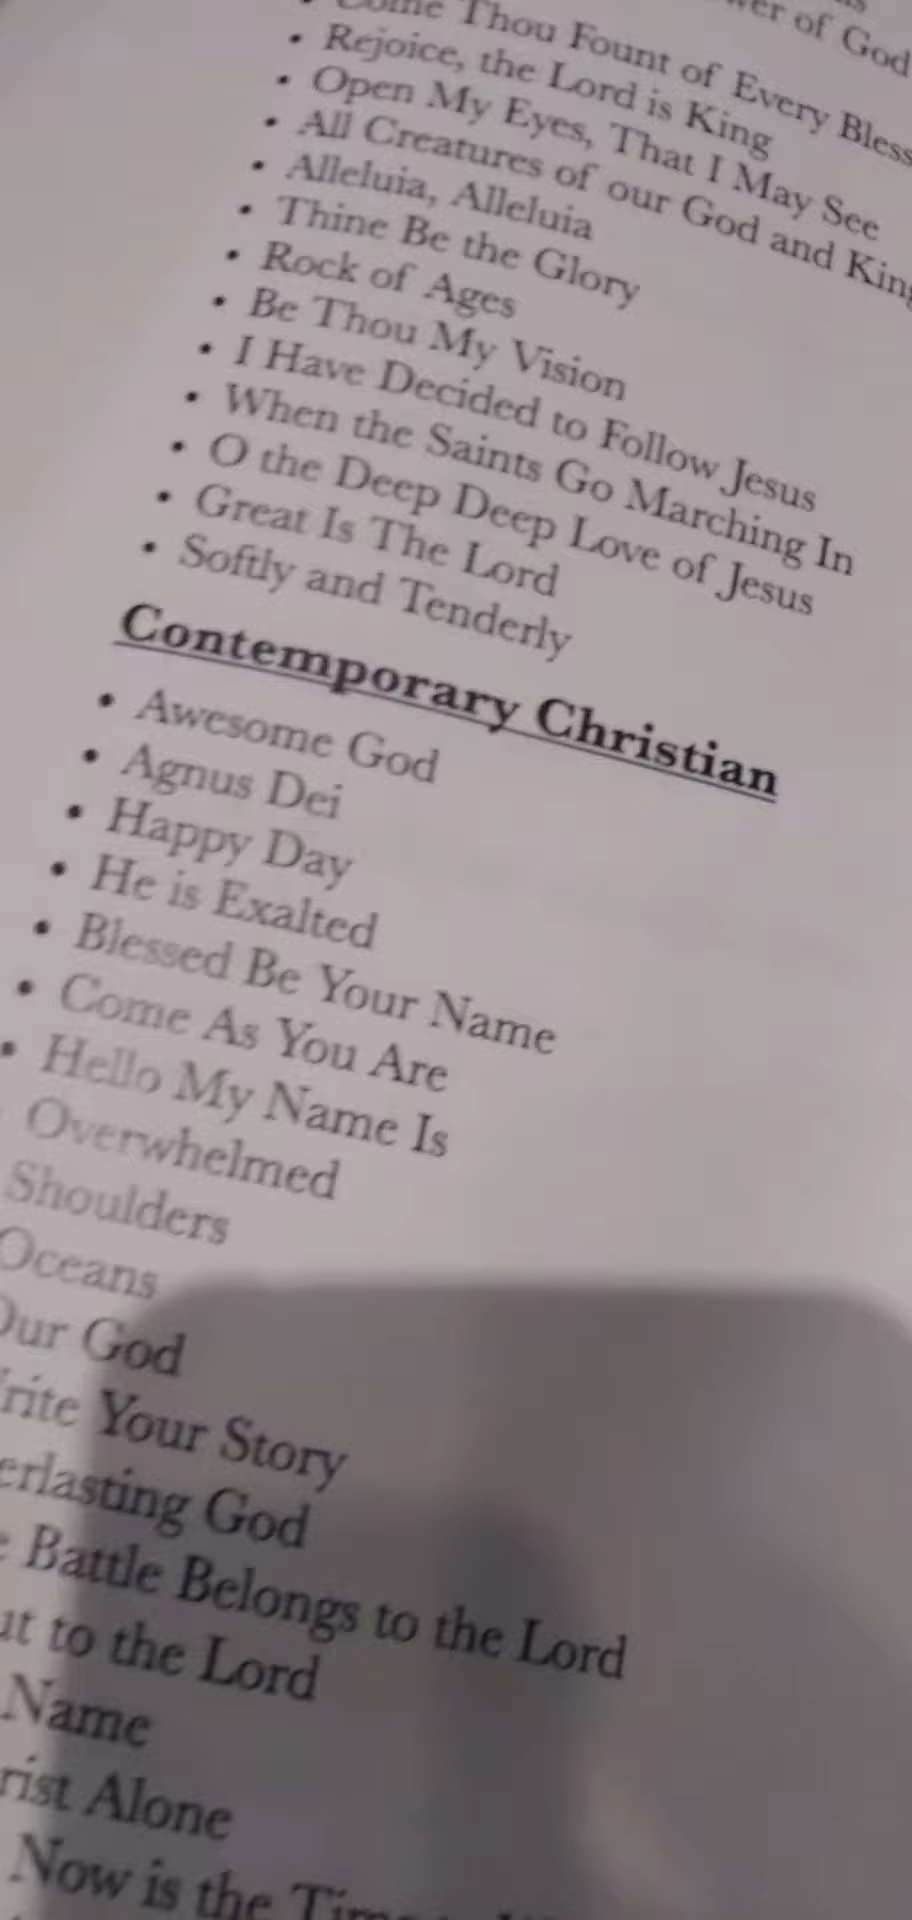 of God
Thou Fount of Every Bless
• Rejoice, the Lord is King
• Open My Eyes, That I May See
• All Creatures of our God and King
• Alleluia, Alleluia
• Thine Be the Glory
• Rock of Ages
• Be Thou My Vision
• I Have Decided to Follow Jesus
• When the Saints Go Marching In
• O the Deep Deep Love of Jesus
• Great Is The Lord
• Softly and Tenderly
Contemporary Christian
• Awesome God
• Agnus Dei
• Happy Day
• He is Exalted
• Blessed Be Your Name
• Come As You Are
• Hello My Name Is
Overwhelmed
Shoulders
Oceans
Our God
rite Your Story
erlasting God
Battle Belongs to the Lord
ut to the Lord
Name
rist Alone
Now is the